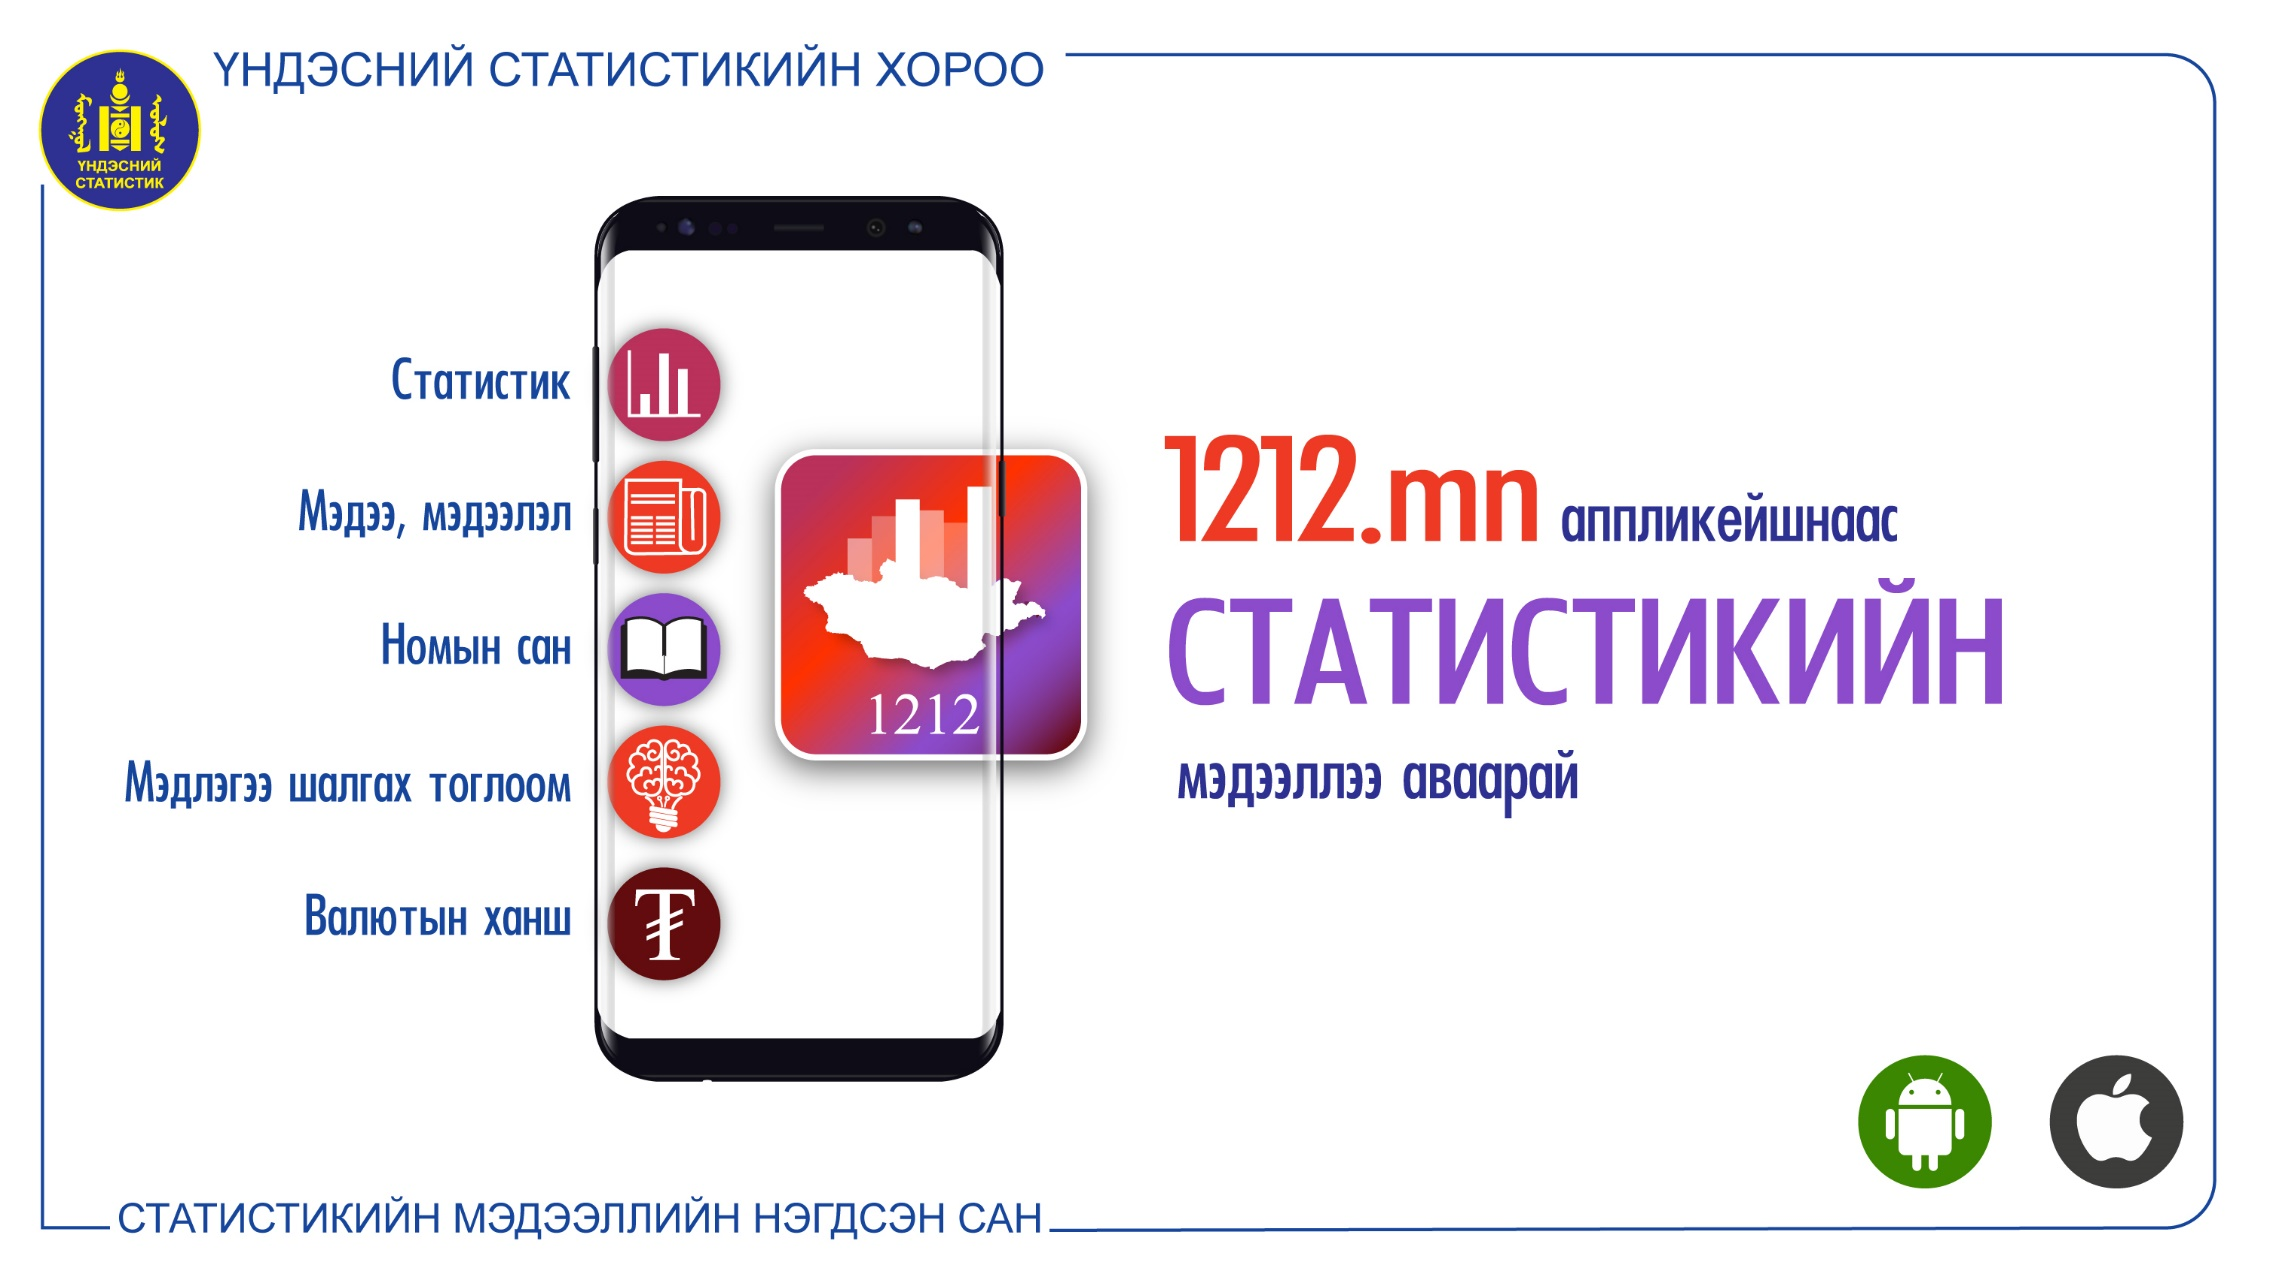 ҮНДЭСНИЙ СТАТИСТИКИЙН ХОРОО
ҮНДЭСНИЙ
СТАТИСТИК
Статистик
Мэдээ, мэдээлэл
Номын сан
Мэдлэгээ шалгах тоглоом
Валютын ханш
1212
1212.mn аппликейшнаас
СТАТИСТИКИЙН
мэдээллээ аваарай
СТАТИСТИКИЙН МЭДЭЭЛЛИЙН НЭГДСЭН САН